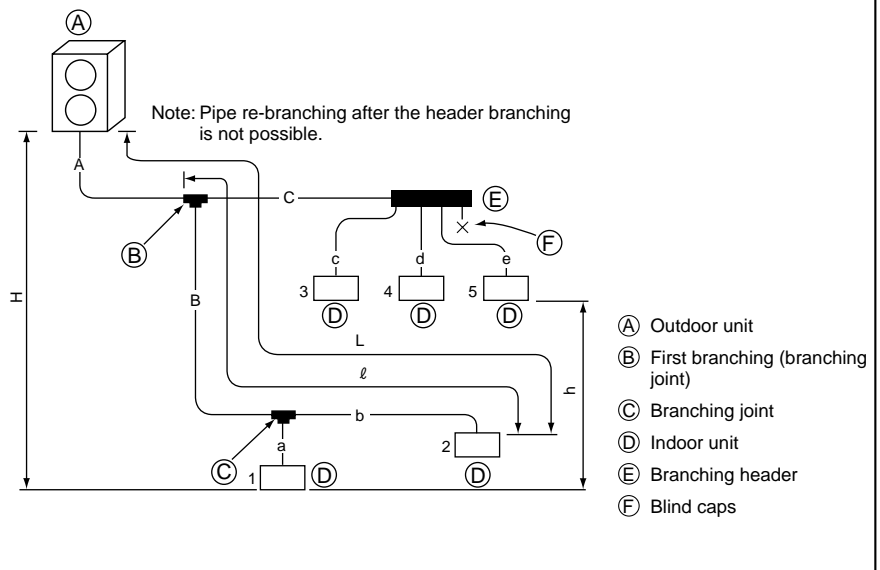 Ⓐ
Note: Pipe re-branching after the header branching
is not possible.
A
C
Ⓔ
Ⓕ
Ⓑ
c
d
e
3
4
5
Ⓓ
Ⓓ
Ⓓ
B
H
L
ℓ
h
b
a
2
Ⓒ
1
Ⓓ
Ⓓ
Ⓐ Outdoor unit
Ⓑ First branching (branching
joint)
Ⓒ Branching joint
Ⓓ Indoor unit
Ⓔ Branching header
Ⓕ Blind caps